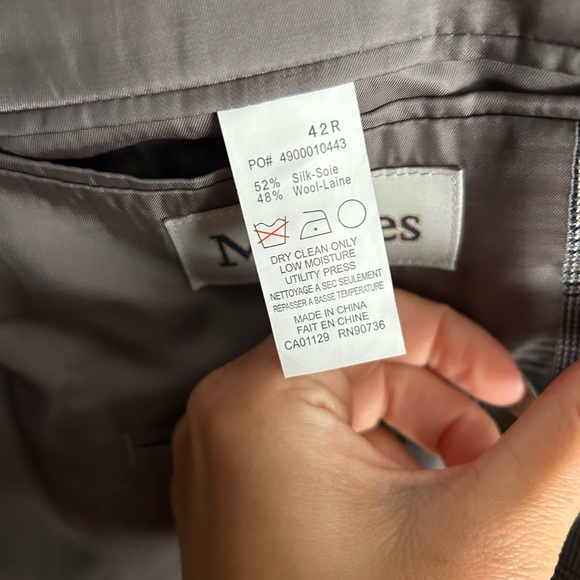 42R
PO# 4900010443
52% Silk-Soie
48% Wool-Laine
DRY CLEAN ONLY
LOW MOISTURE
UTILITY PRESS
NETTOYAGE A SEC SEULEMENT
REPASSER A BASSE TEMPERATURE
MADE IN CHINA
FAIT EN CHINE
CA01129 RN90736